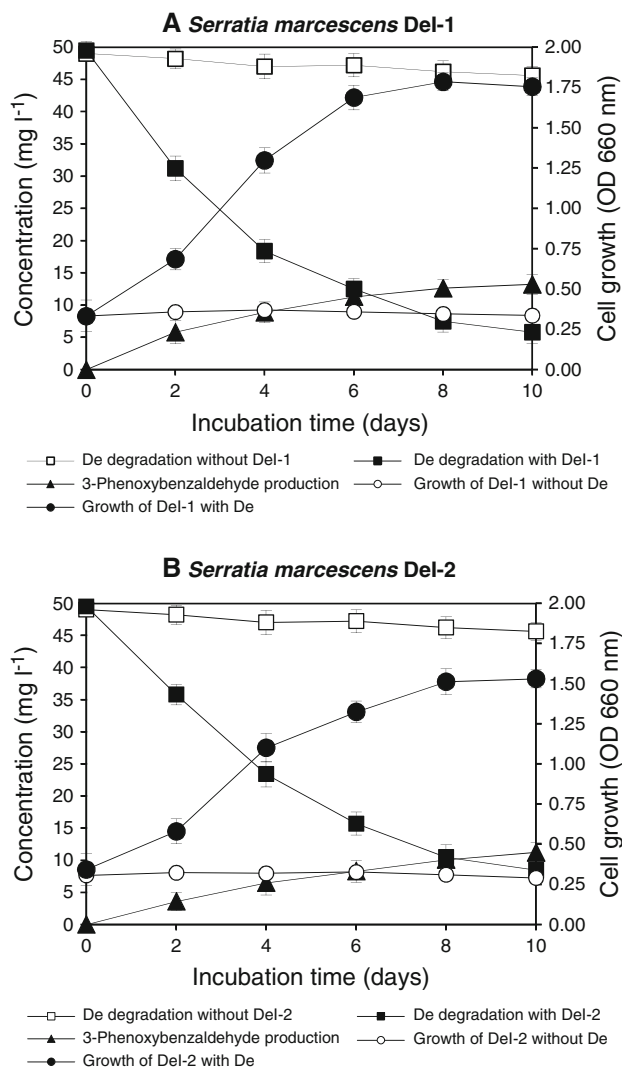 A Serratia marcescens Del-1
50
45
40
35
30
25
20
15
10
5
0
Concentration (mg l-1)
2.00
1.75
1.50
1.25
1.00
0.75
0.50
0.25
0.00
Cell growth (OD 660 nm)
0 2 4 6 8 10
Incubation time (days)
De degradation without Del-1 De degradation with Del-1
3-Phenoxybenzaldehyde production Growth of Del-1 without De
Growth of Del-1 with De
B Serratia marcescens Del-2
50
45
40
35
30
25
20
15
10
5
0
Concentration (mg l-1)
2.00
1.75
1.50
1.25
1.00
0.75
0.50
0.25
0.00
Cell growth (OD 660 nm)
0 2 4 6 8 10
Incubation time (days)
De degradation without Del-2 De degradation with Del-2
3-Phenoxybenzaldehyde production Growth of Del-2 without De
Growth of Del-2 with De